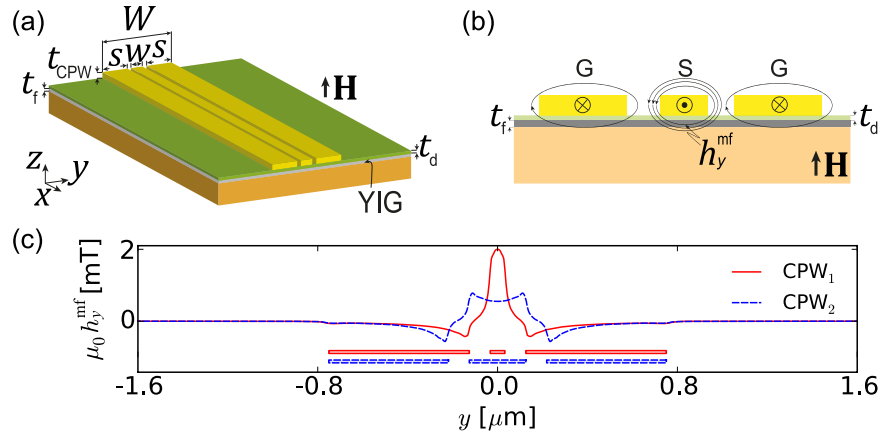 (a)
W
s w s
t_CPW
t_f
H
t_d
z
y
x
YIG
(b)
G S G
t_f
t_d
h_y^mf
H
(c)
μ₀ h_y^mf [mT]
2
0
CPW₁
CPW₂
-1.6 -0.8 0.0 0.8 1.6
y [μm]